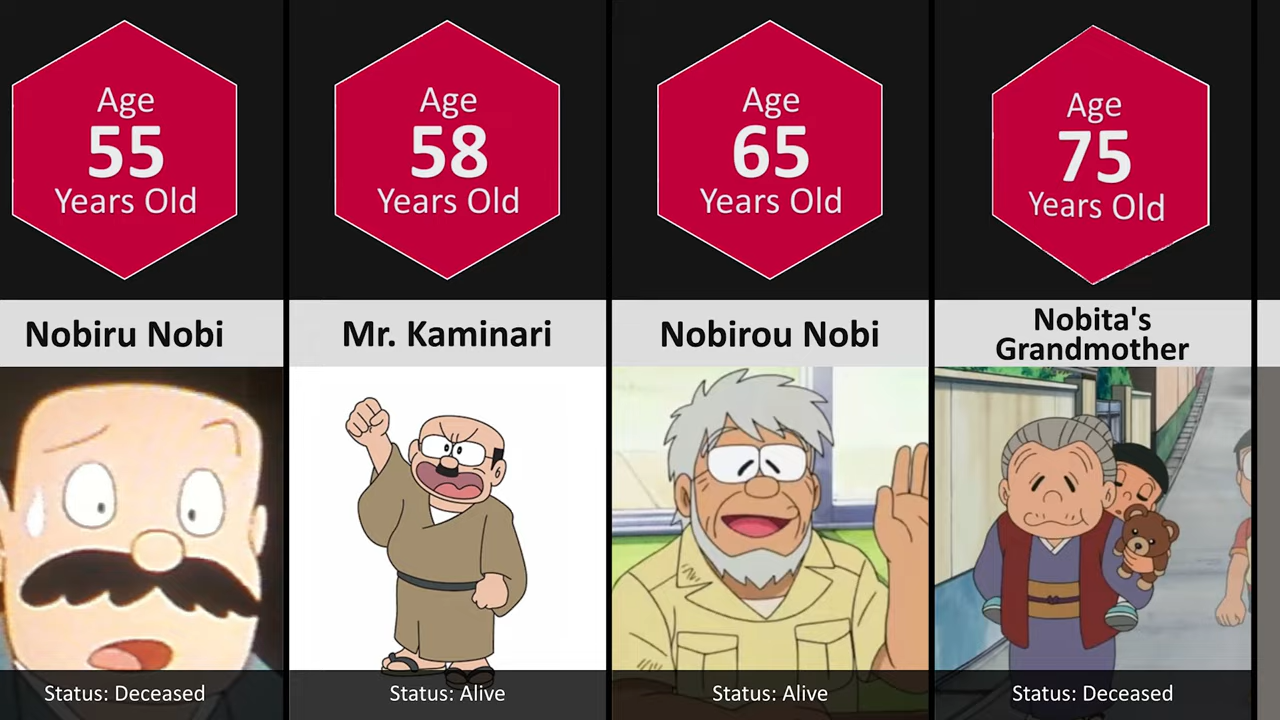 Age
55
Years Old
Nobiru Nobi
Status: Deceased
Age
58
Years Old
Mr. Kaminari
Status: Alive
Age
65
Years Old
Nobirou Nobi
Status: Alive
Age
75
Years Old
Nobita's
Grandmother
Status: Deceased